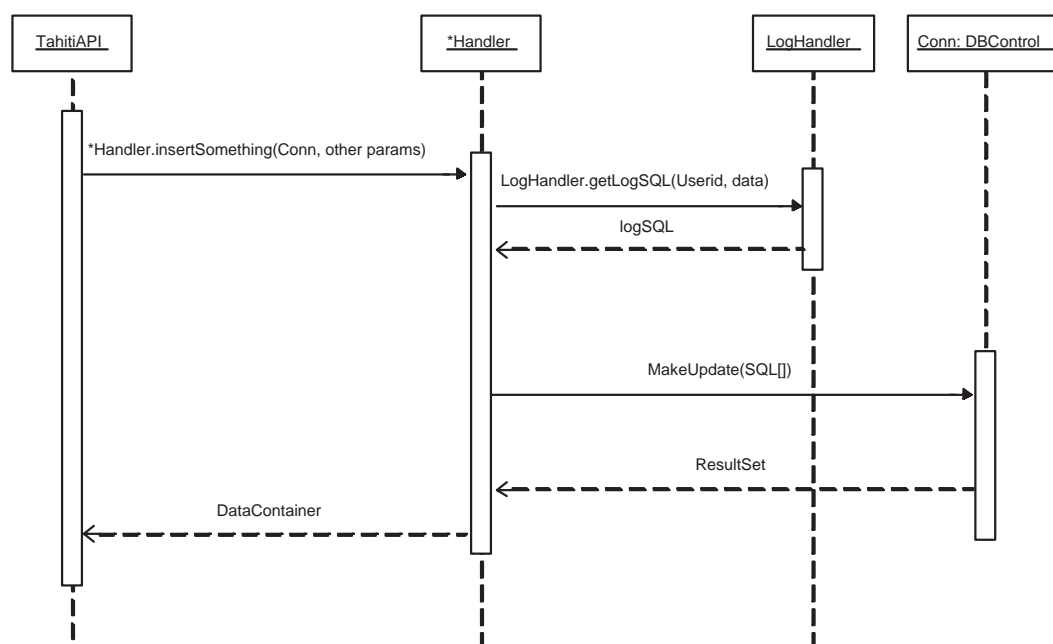 TahitiAPI
*Handler
LogHandler
Conn: DBControl
*Handler.insertSomething(Conn, other params)
LogHandler.getLogSQL(Userid, data)
logSQL
MakeUpdate(SQL[])
ResultSet
DataContainer